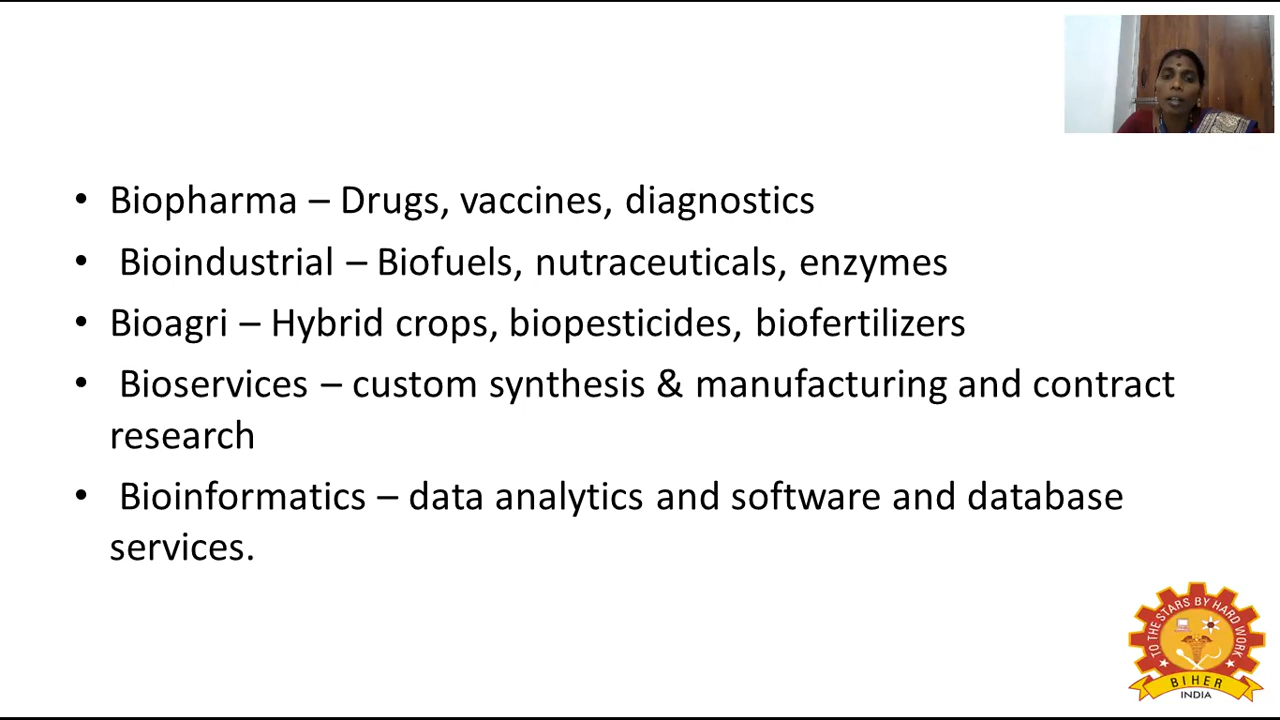 • Biopharma – Drugs, vaccines, diagnostics
• Bioindustrial – Biofuels, nutraceuticals, enzymes
• Bioagri – Hybrid crops, biopesticides, biofertilizers
• Bioservices – custom synthesis & manufacturing and contract
research
• Bioinformatics – data analytics and software and database
services.
TO THE STARS BY HARD WORK
BIHER
INDIA